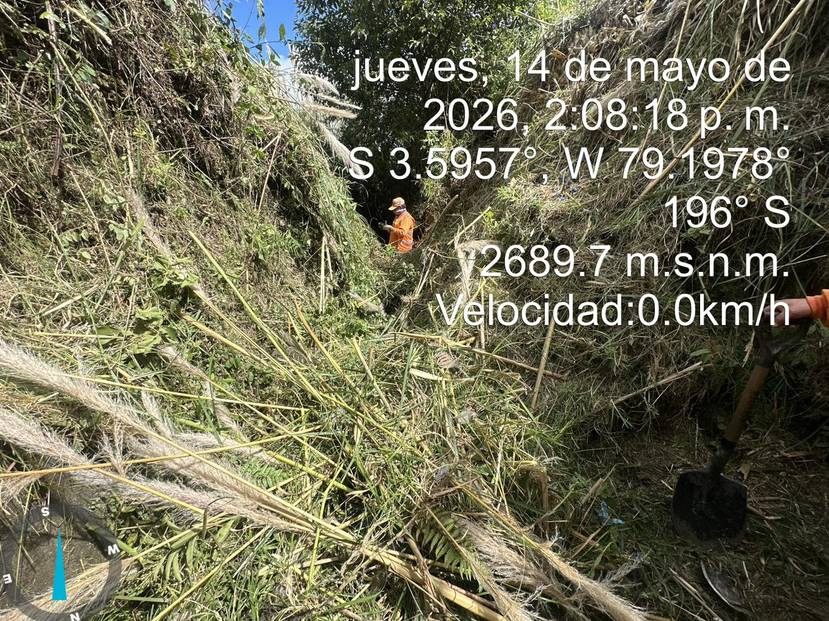 jueves, 14 de mayo de
2026, 2:08:18 p. m.
S 3.5957°, W 79.1978°
196° S
2689.7 m.s.n.m.
Velocidad:0.0km/h
S
W
E
N